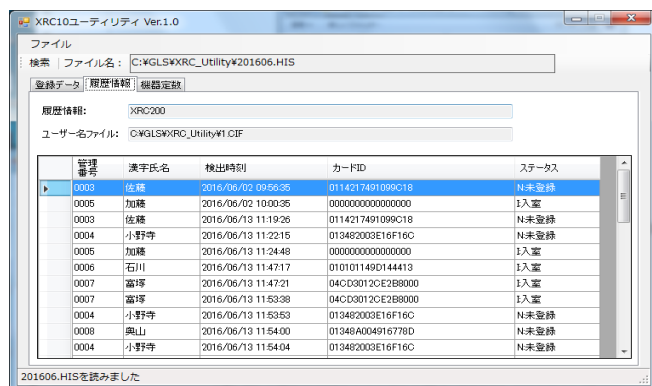 XRC10ユーティリティ Ver.1.0
ファイル
検索 ファイル名： C:¥GLS¥XRC_Utility¥201606.HIS
登録データ 履歴情報 機器定数
履歴情報: XRC200
ユーザー名ファイル: C:¥GLS¥XRC_Utility¥1.CIF
管理番号 漢字氏名 検出時刻 カードID ステータス
0003 佐藤 2016/06/02 09:56:35 0114217491099C18 N:未登録
0005 加藤 2016/06/02 10:00:35 0000000000000000 I:入室
0003 佐藤 2016/06/13 11:19:26 0114217491099C18 N:未登録
0004 小野寺 2016/06/13 11:22:15 013482003E16F16C N:未登録
0005 加藤 2016/06/13 11:24:48 0000000000000000 I:入室
0006 石川 2016/06/13 11:47:17 010101149D144413 I:入室
0007 富塚 2016/06/13 11:47:21 04CD3012CE2B8000 I:入室
0007 富塚 2016/06/13 11:53:38 04CD3012CE2B8000 I:入室
0004 小野寺 2016/06/13 11:53:53 013482003E16F16C N:未登録
0008 奥山 2016/06/13 11:54:00 01348A004916778D N:未登録
0004 小野寺 2016/06/13 11:54:04 013482003E16F16C N:未登録
201606.HISを読みました